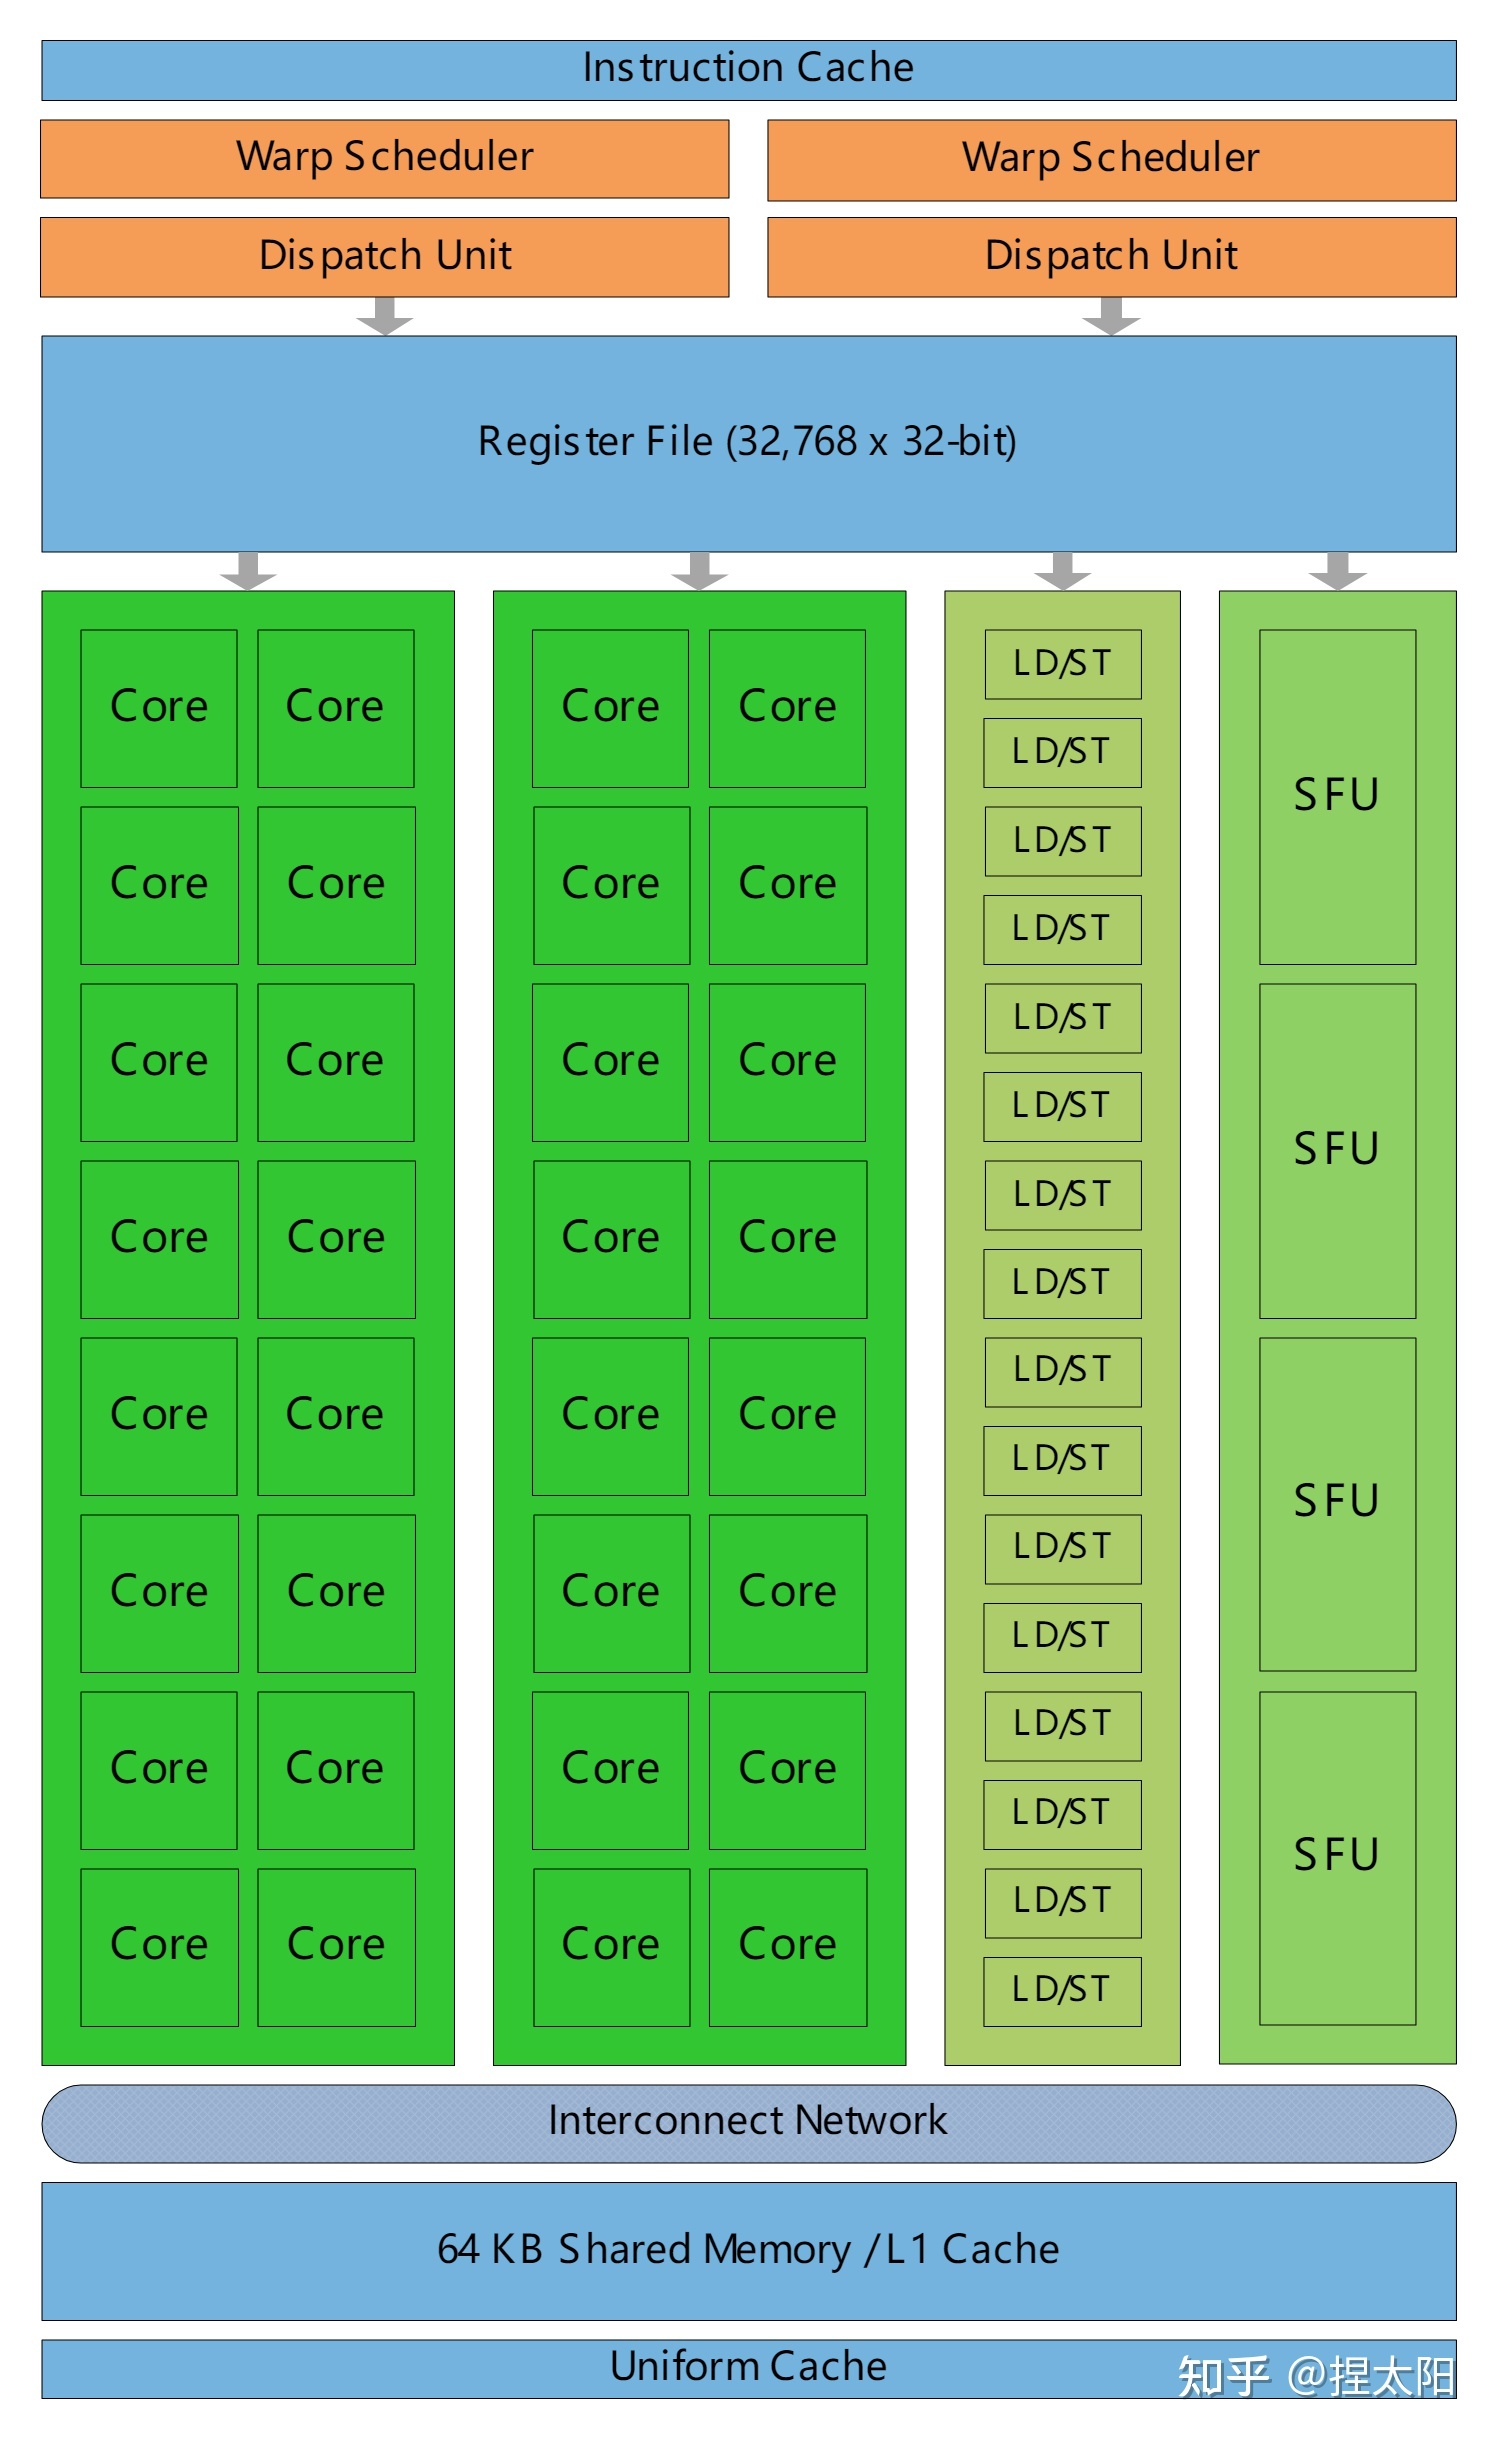 Instruction Cache
Warp Scheduler Warp Scheduler
Dispatch Unit Dispatch Unit
Register File (32,768 x 32-bit)
Core Core Core Core LD/ST
LD/ST
SFU
Core Core Core Core LD/ST
LD/ST
Core Core Core Core LD/ST
LD/ST
SFU
Core Core Core Core LD/ST
LD/ST
Core Core Core Core LD/ST
LD/ST
SFU
Core Core Core Core LD/ST
LD/ST
Core Core Core Core LD/ST
LD/ST
SFU
Core Core Core Core LD/ST
LD/ST
Interconnect Network
64 KB Shared Memory / L1 Cache
Uniform Cache
知乎 @捏太阳